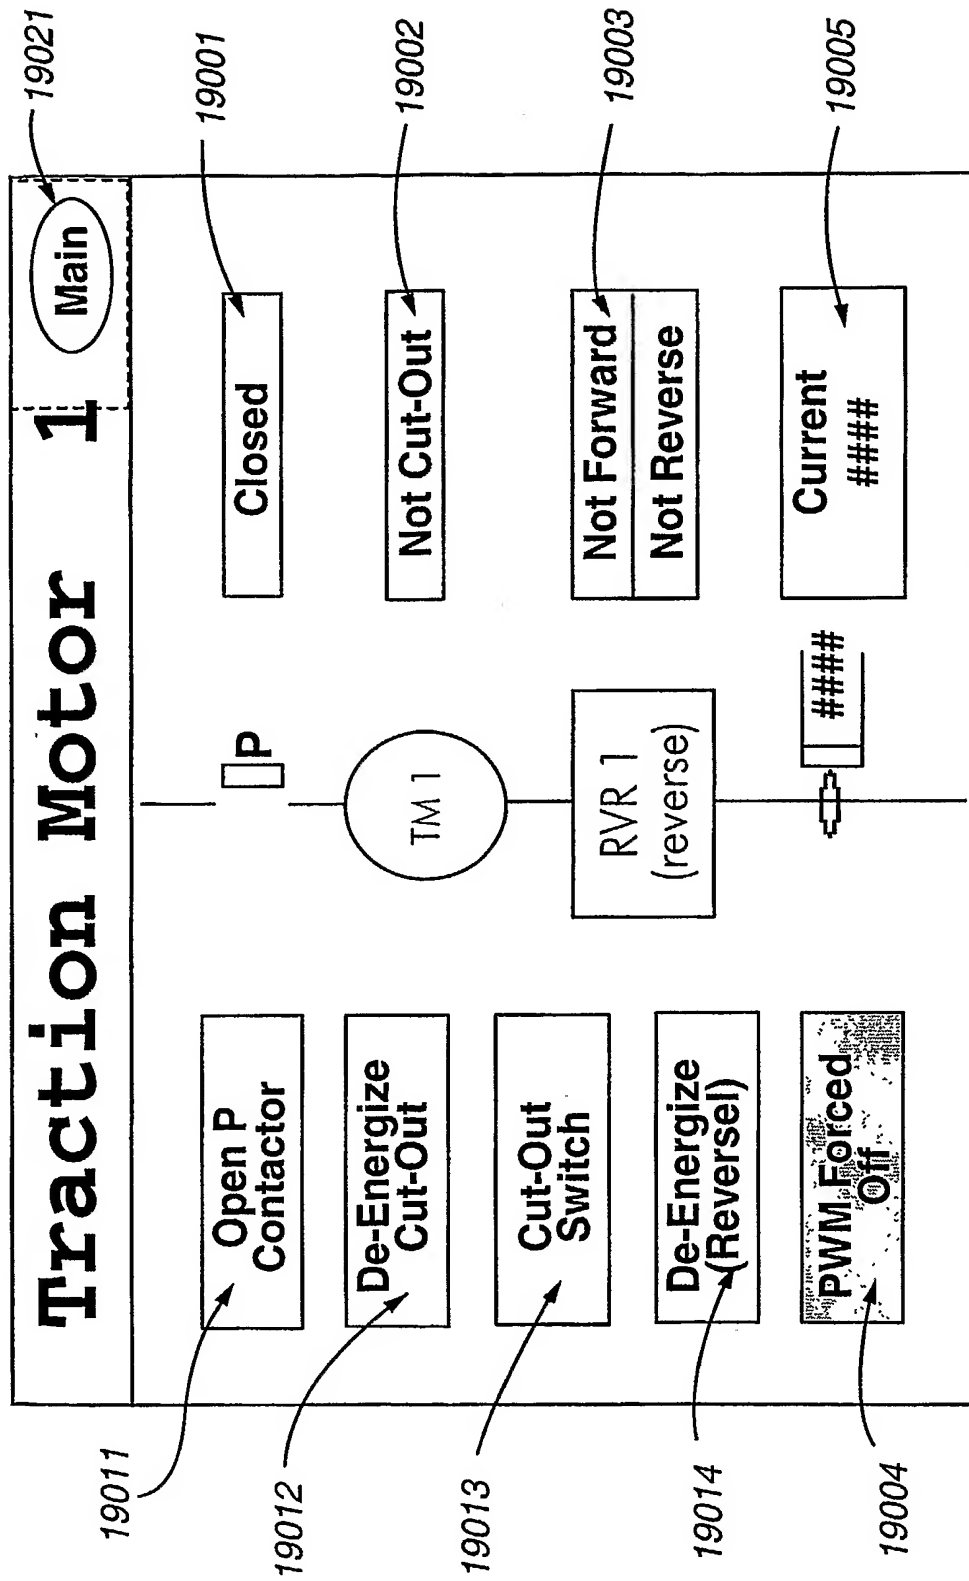 Traction Motor 1
Main
19021
19011
Open P
Contactor
P
Closed
19001
19012
De-Energize
Cut-Out
TM 1
Not Cut-Out
19002
19013
Cut-Out
Switch
19014
De-Energize
(Reversel)
RVR 1
(reverse)
Not Forward
Not Reverse
19003
19004
PWM Forced
Off
####
Current
####
19005